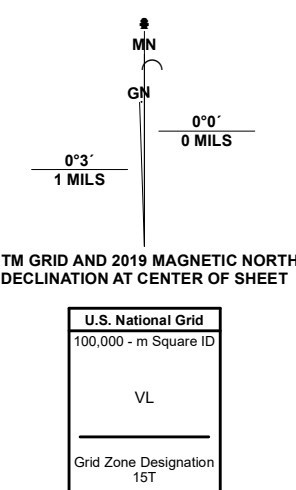 MN
GN
0°0´
0 MILS
0°3´
1 MILS
TM GRID AND 2019 MAGNETIC NORTH
DECLINATION AT CENTER OF SHEET
U.S. National Grid
100,000 - m Square ID
VL
Grid Zone Designation
15T